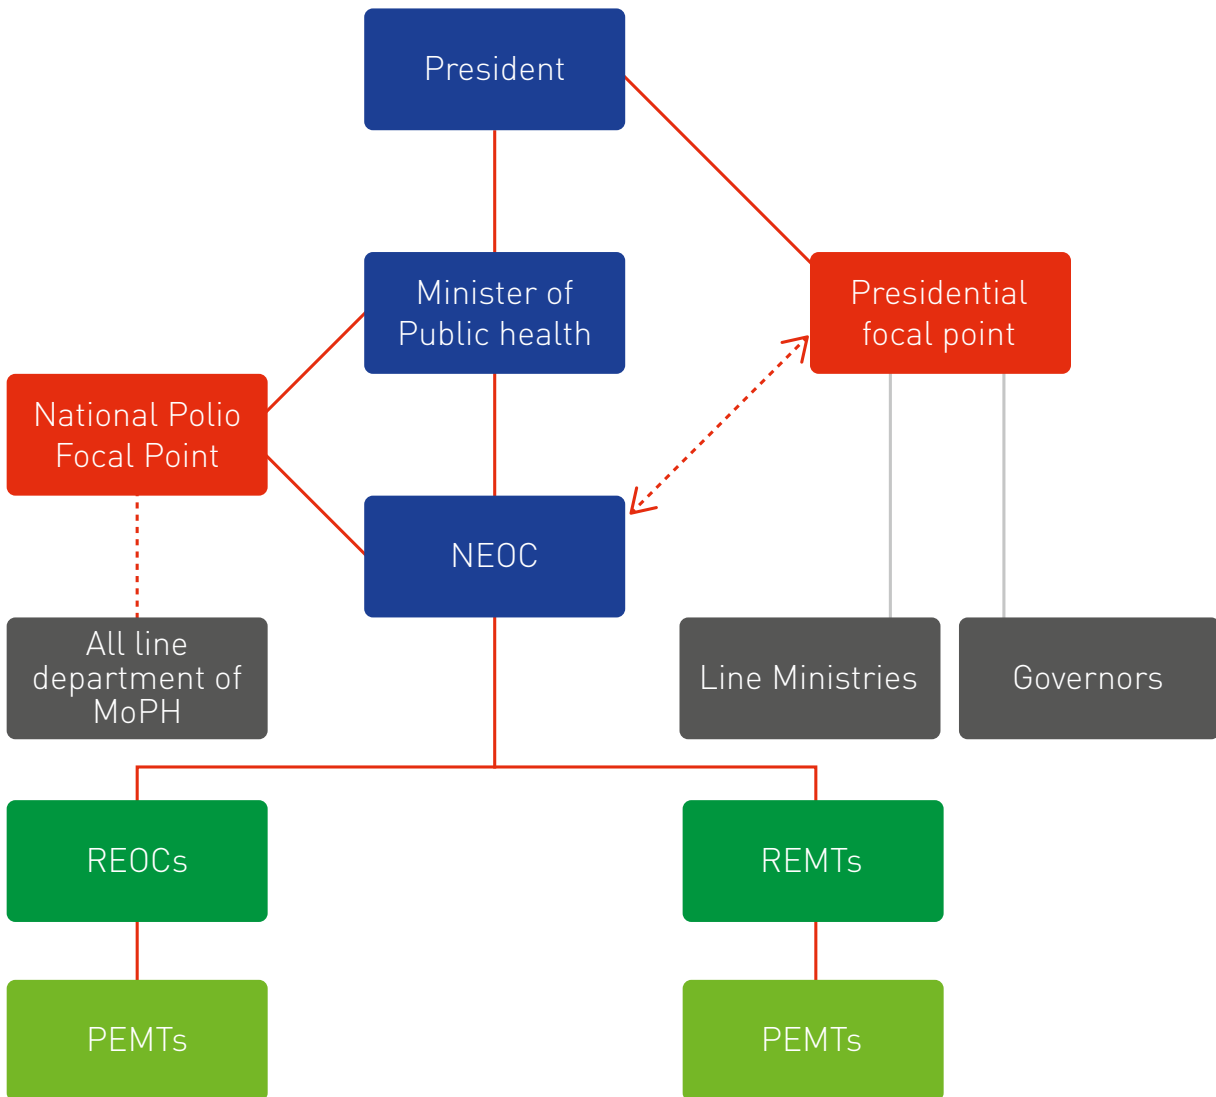 President
Minister of
Public health
Presidential
focal point
National Polio
Focal Point
NEOC
All line
department of
MoPH
Line Ministries
Governors
REOCs
REMTs
PEMTs
PEMTs